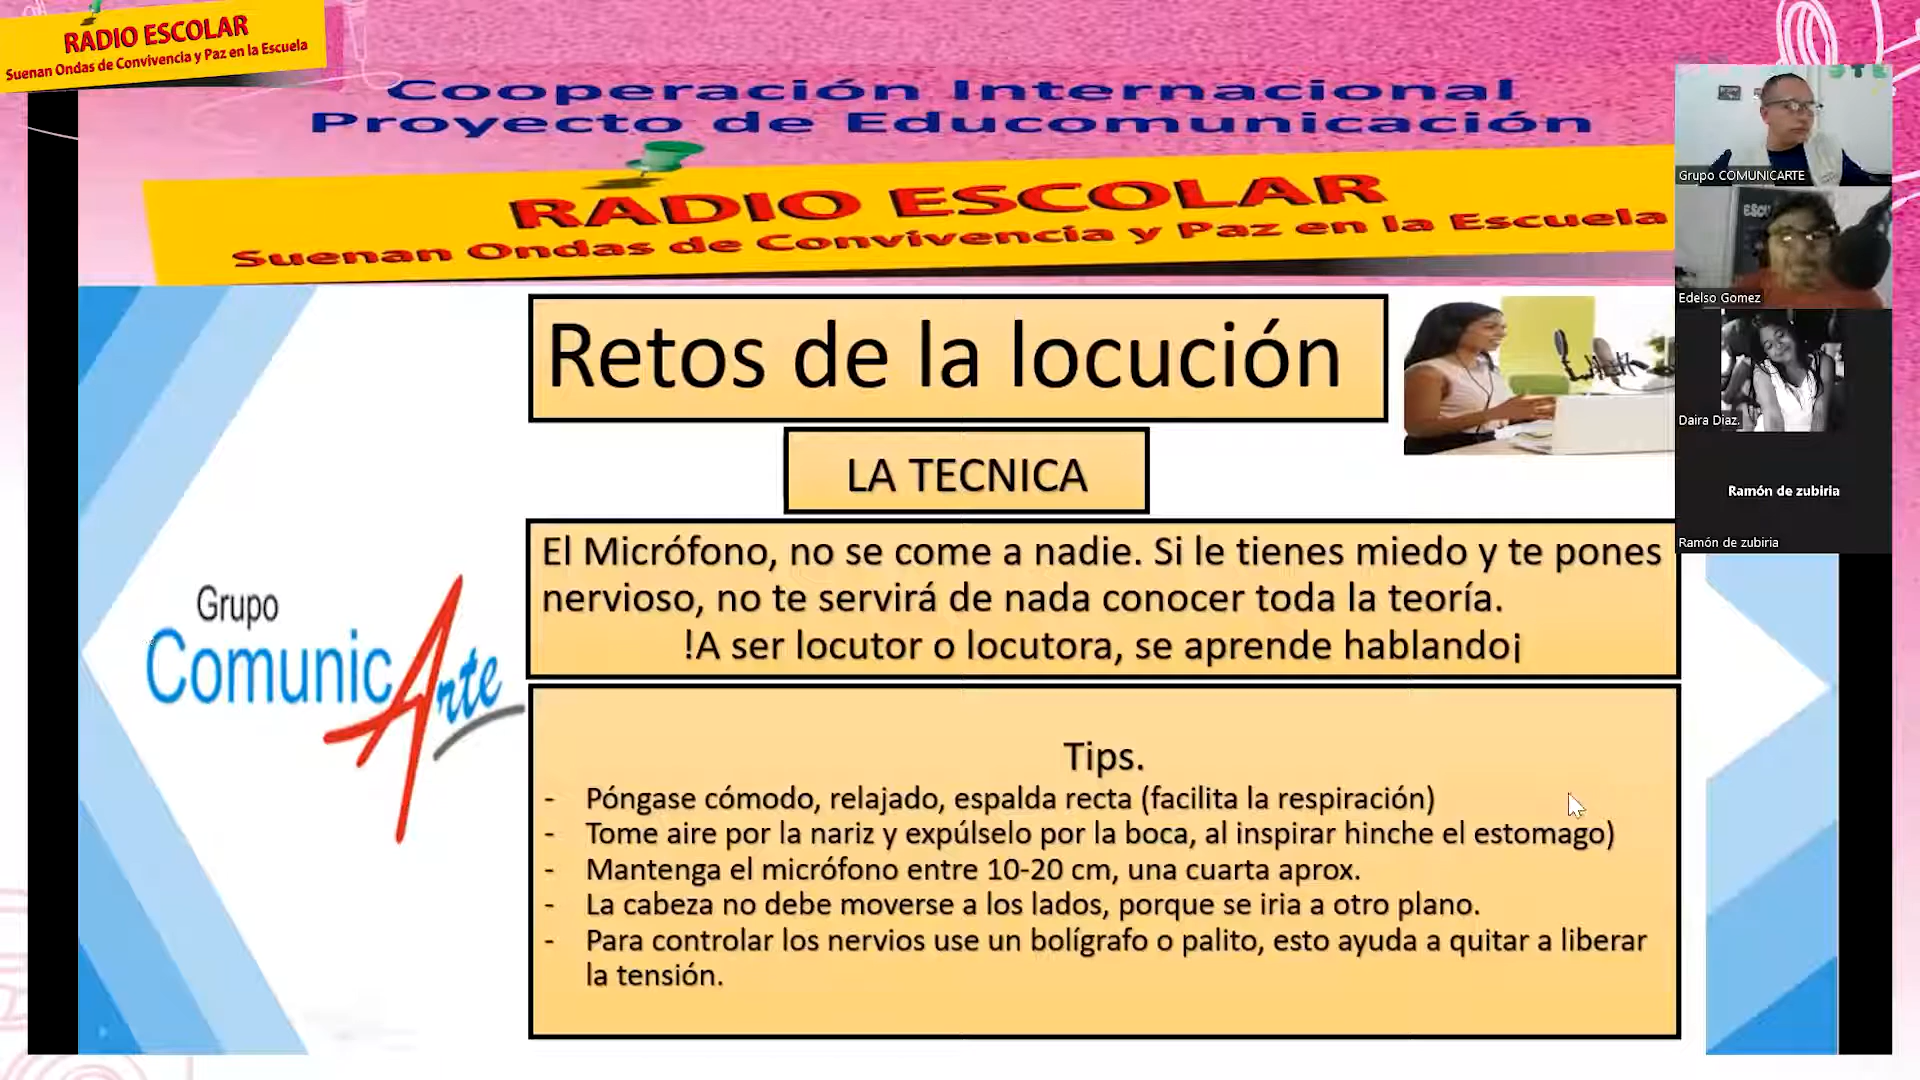 RADIO ESCOLAR
Suenan Ondas de Convivencia y Paz en la Escuela
Cooperación Internacional
Proyecto de Educomunicación
RADIO ESCOLAR
Suenan Ondas de Convivencia y Paz en la Escuela
Grupo COMUNICARTE
Edelso Gomez
Daira Diaz.
Ramón de zubiria
Ramón de zubiria
Retos de la locución
LA TECNICA
El Micrófono, no se come a nadie. Si le tienes miedo y te pones
nervioso, no te servirá de nada conocer toda la teoría.
!A ser locutor o locutora, se aprende hablando¡
Grupo
ComunicArte
Tips.
- Póngase cómodo, relajado, espalda recta (facilita la respiración)
- Tome aire por la nariz y expúlselo por la boca, al inspirar hinche el estomago)
- Mantenga el micrófono entre 10-20 cm, una cuarta aprox.
- La cabeza no debe moverse a los lados, porque se iria a otro plano.
- Para controlar los nervios use un bolígrafo o palito, esto ayuda a quitar a liberar
la tensión.